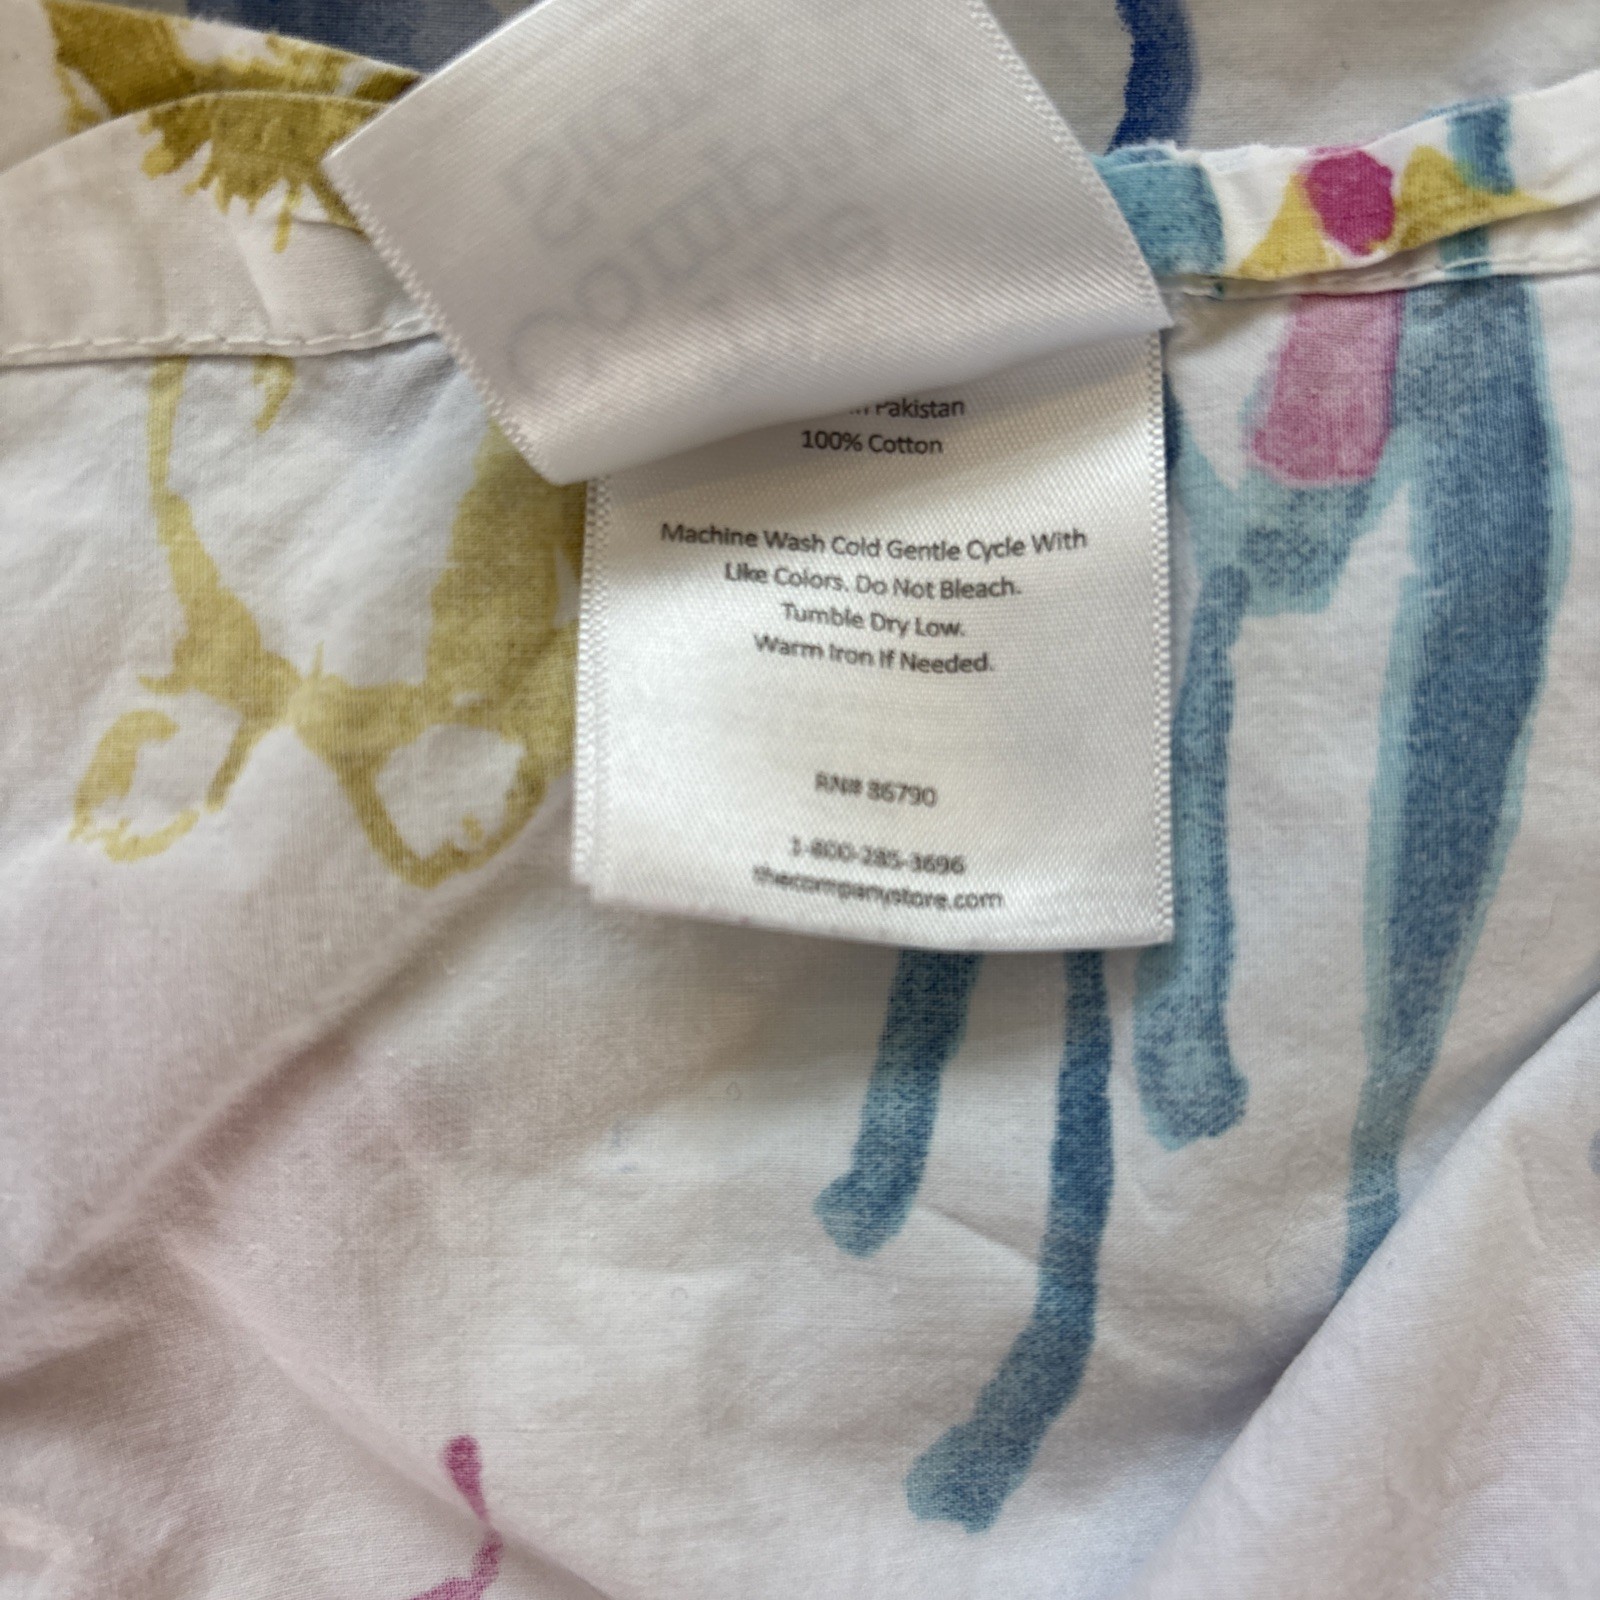 Pakistan
100% Cotton
Machine Wash Cold Gentle Cycle With
Like Colors. Do Not Bleach.
Tumble Dry Low.
Warm Iron If Needed.
RN# 86790
1-800-285-3696
thecompanystore.com